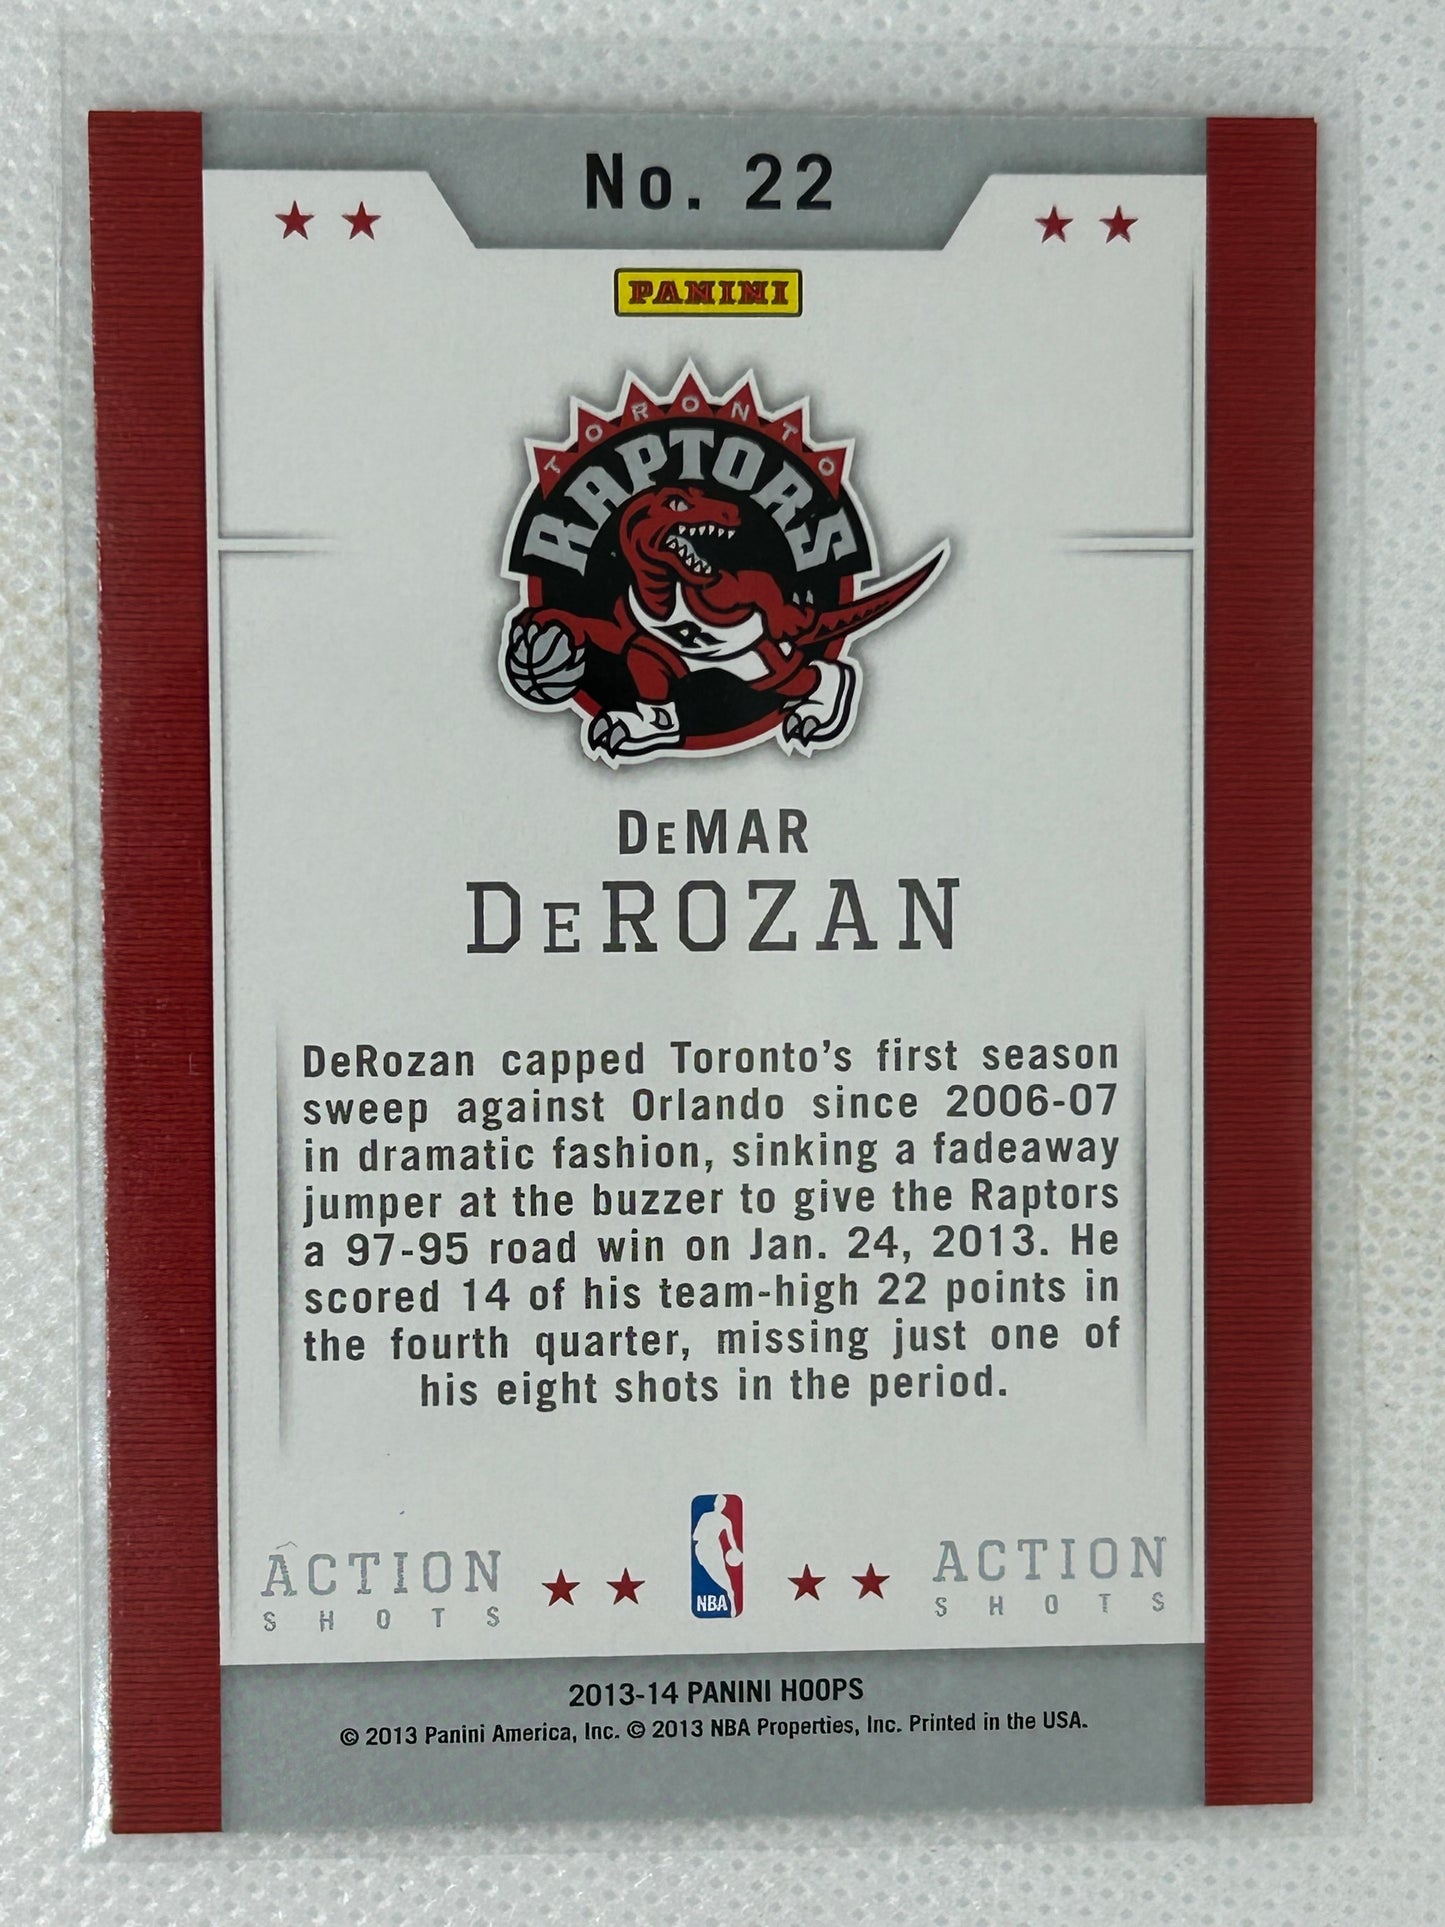 No. 22
PANINI
TORONTO
RAPTORS
DeMAR
DeROZAN
DeRozan capped Toronto's first season
sweep against Orlando since 2006-07
in dramatic fashion, sinking a fadeaway
jumper at the buzzer to give the Raptors
a 97-95 road win on Jan. 24, 2013. He
scored 14 of his team-high 22 points in
the fourth quarter, missing just one of
his eight shots in the period.
ACTION
SHOTS
NBA
ACTION
SHOTS
2013-14 PANINI HOOPS
© 2013 Panini America, Inc. © 2013 NBA Properties, Inc. Printed in the USA.